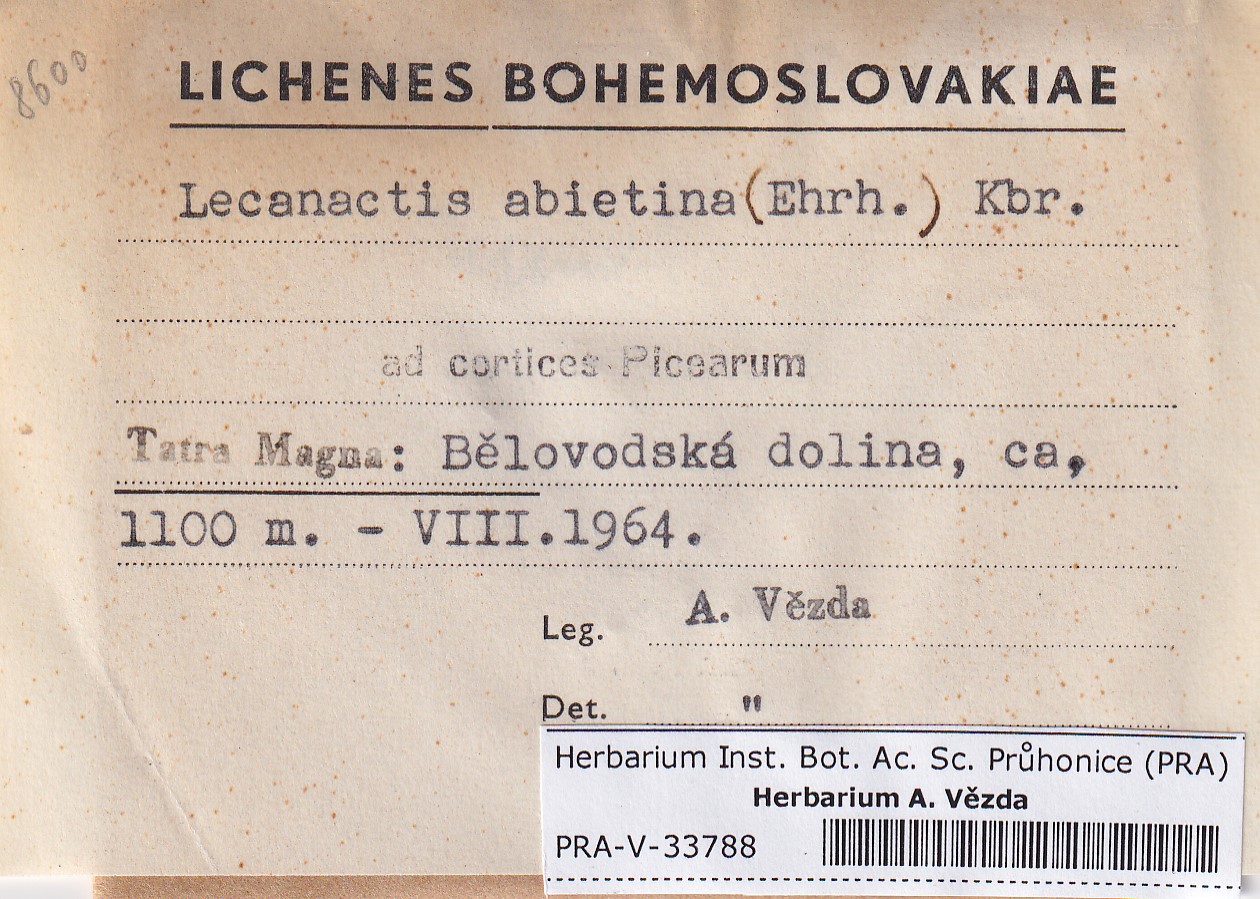 8600
LICHENES BOHEMOSLOVAKIAE
Lecanactis abietina (Ehrh.) Kbr.
ad cortices Picearum
Tatra Magna: Bělovodská dolina, ca,
1100 m. - VIII.1964.
Leg. A. Vězda
Det. "
Herbarium Inst. Bot. Ac. Sc. Průhonice (PRA)
Herbarium A. Vězda
PRA-V-33788